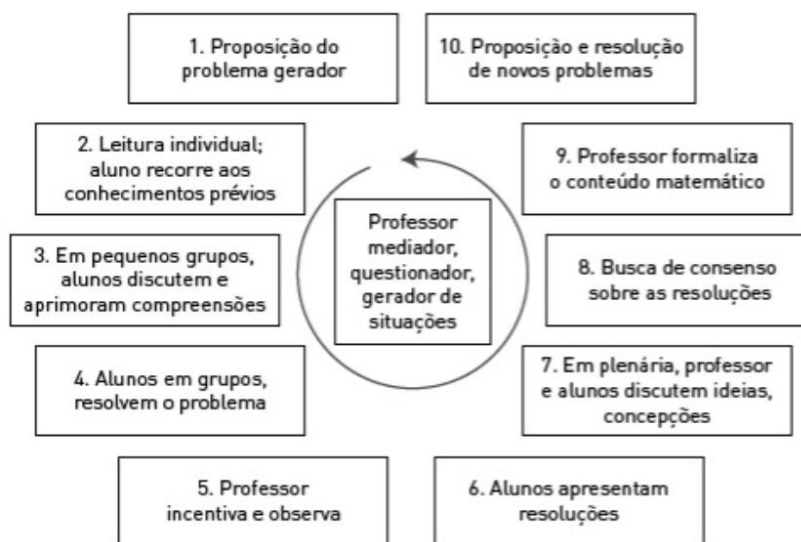 1. Proposição do
problema gerador
2. Leitura individual;
aluno recorre aos
conhecimentos prévios
3. Em pequenos grupos,
alunos discutem e
aprimoram compreensões
4. Alunos em grupos,
resolvem o problema
5. Professor
incentiva e observa
6. Alunos apresentam
resoluções
7. Em plenária, professor
e alunos discutem ideias,
concepções
8. Busca de consenso
sobre as resoluções
9. Professor formaliza
o conteúdo matemático
10. Proposição e resolução
de novos problemas
Professor
mediador,
questionador,
gerador de
situações